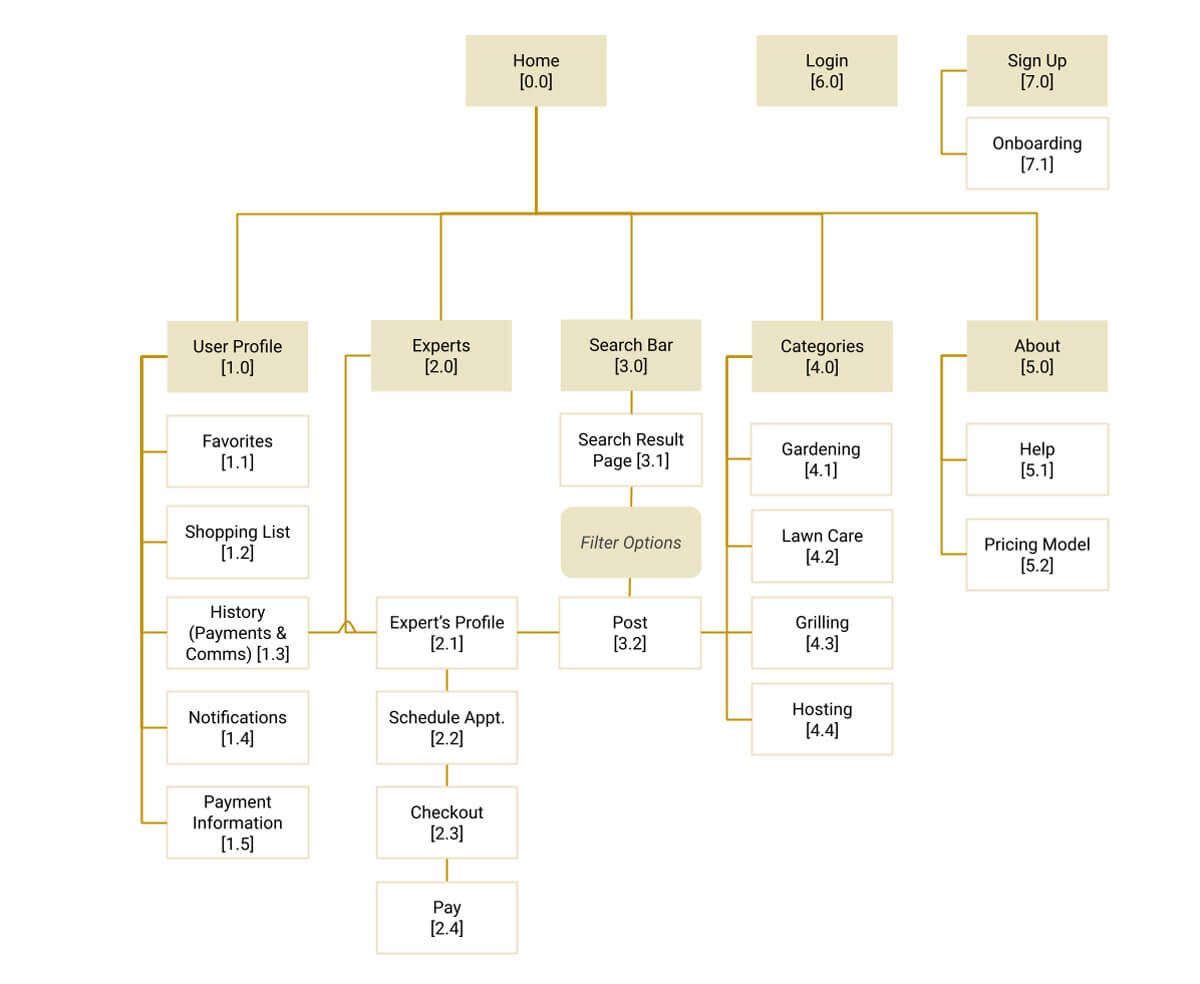 Home
[0.0]
Login
[6.0]
Sign Up
[7.0]
Onboarding
[7.1]
User Profile
[1.0]
Experts
[2.0]
Search Bar
[3.0]
Categories
[4.0]
About
[5.0]
Favorites
[1.1]
Shopping List
[1.2]
History
(Payments &
Comms) [1.3]
Notifications
[1.4]
Payment
Information
[1.5]
Expert’s Profile
[2.1]
Schedule Appt.
[2.2]
Checkout
[2.3]
Pay
[2.4]
Search Result
Page [3.1]
Filter Options
Post
[3.2]
Gardening
[4.1]
Lawn Care
[4.2]
Grilling
[4.3]
Hosting
[4.4]
Help
[5.1]
Pricing Model
[5.2]